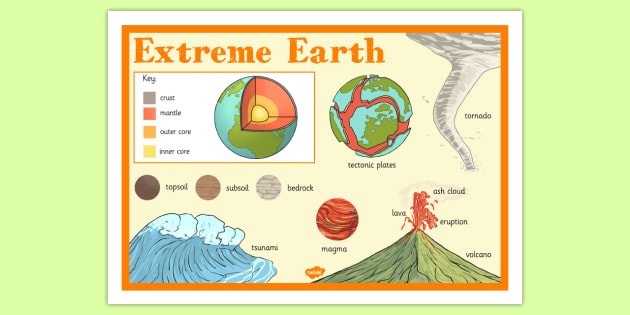 Extreme Earth
Key:
crust
mantle
outer core
inner core
tectonic plates
tornado
topsoil
subsoil
bedrock
ash cloud
lava
eruption
magma
tsunami
volcano
twinkl